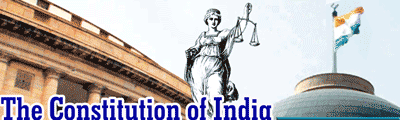 The Constitution of India